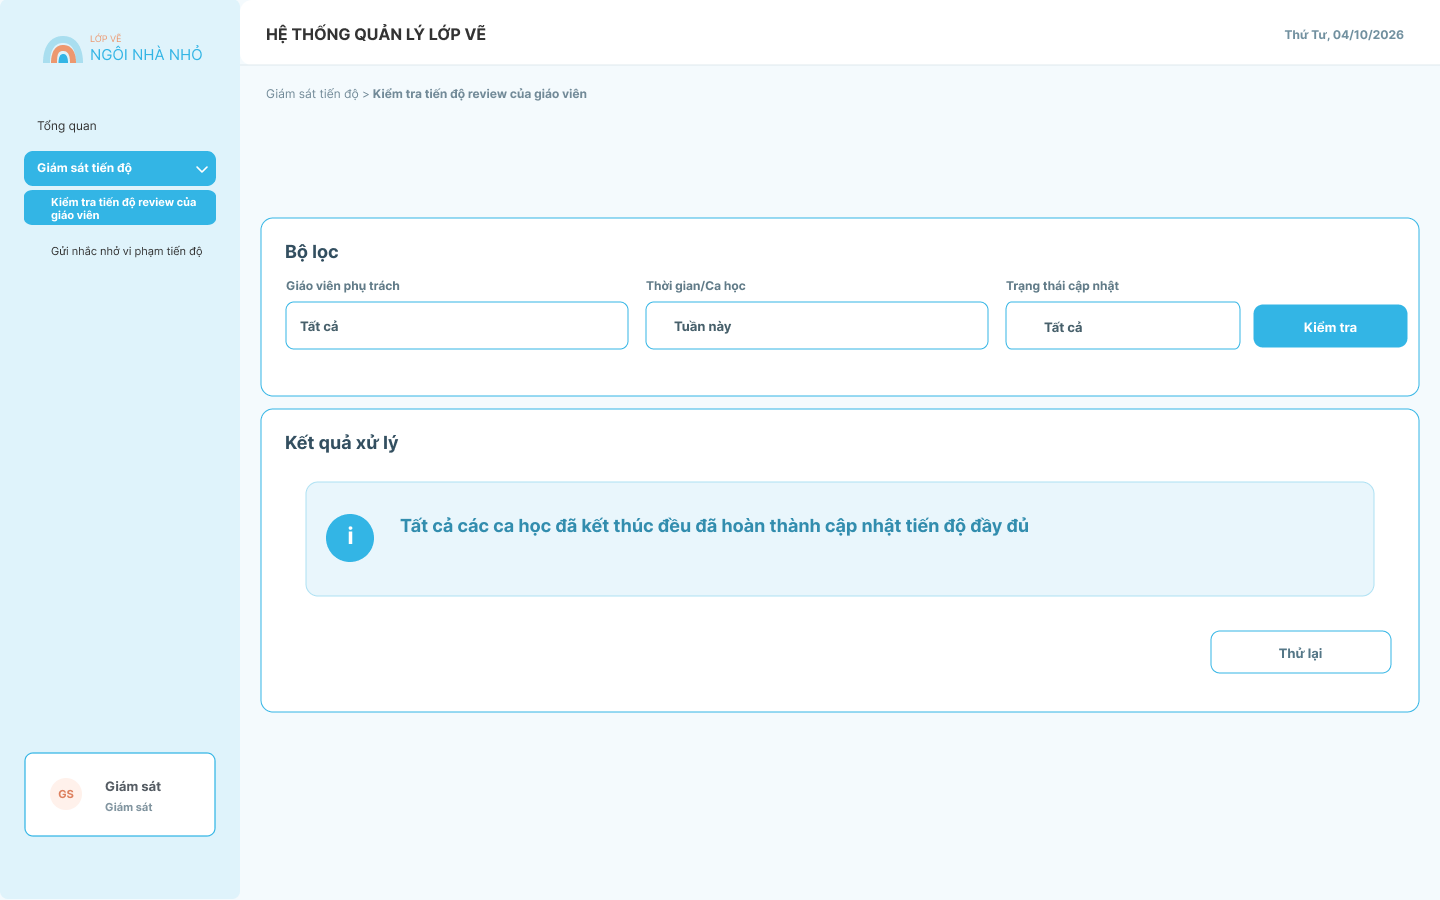 LỚP VẼ
NGÔI NHÀ NHỎ
Tổng quan
Giám sát tiến độ
Kiểm tra tiến độ review của
giáo viên
Gửi nhắc nhở vi phạm tiến độ
GS
Giám sát
Giám sát
HỆ THỐNG QUẢN LÝ LỚP VẼ
Thứ Tư, 04/10/2026
Giám sát tiến độ > Kiểm tra tiến độ review của giáo viên
Bộ lọc
Giáo viên phụ trách
Thời gian/Ca học
Trạng thái cập nhật
Tất cả
Tuần này
Tất cả
Kiểm tra
Kết quả xử lý
i
Tất cả các ca học đã kết thúc đều đã hoàn thành cập nhật tiến độ đầy đủ
Thử lại